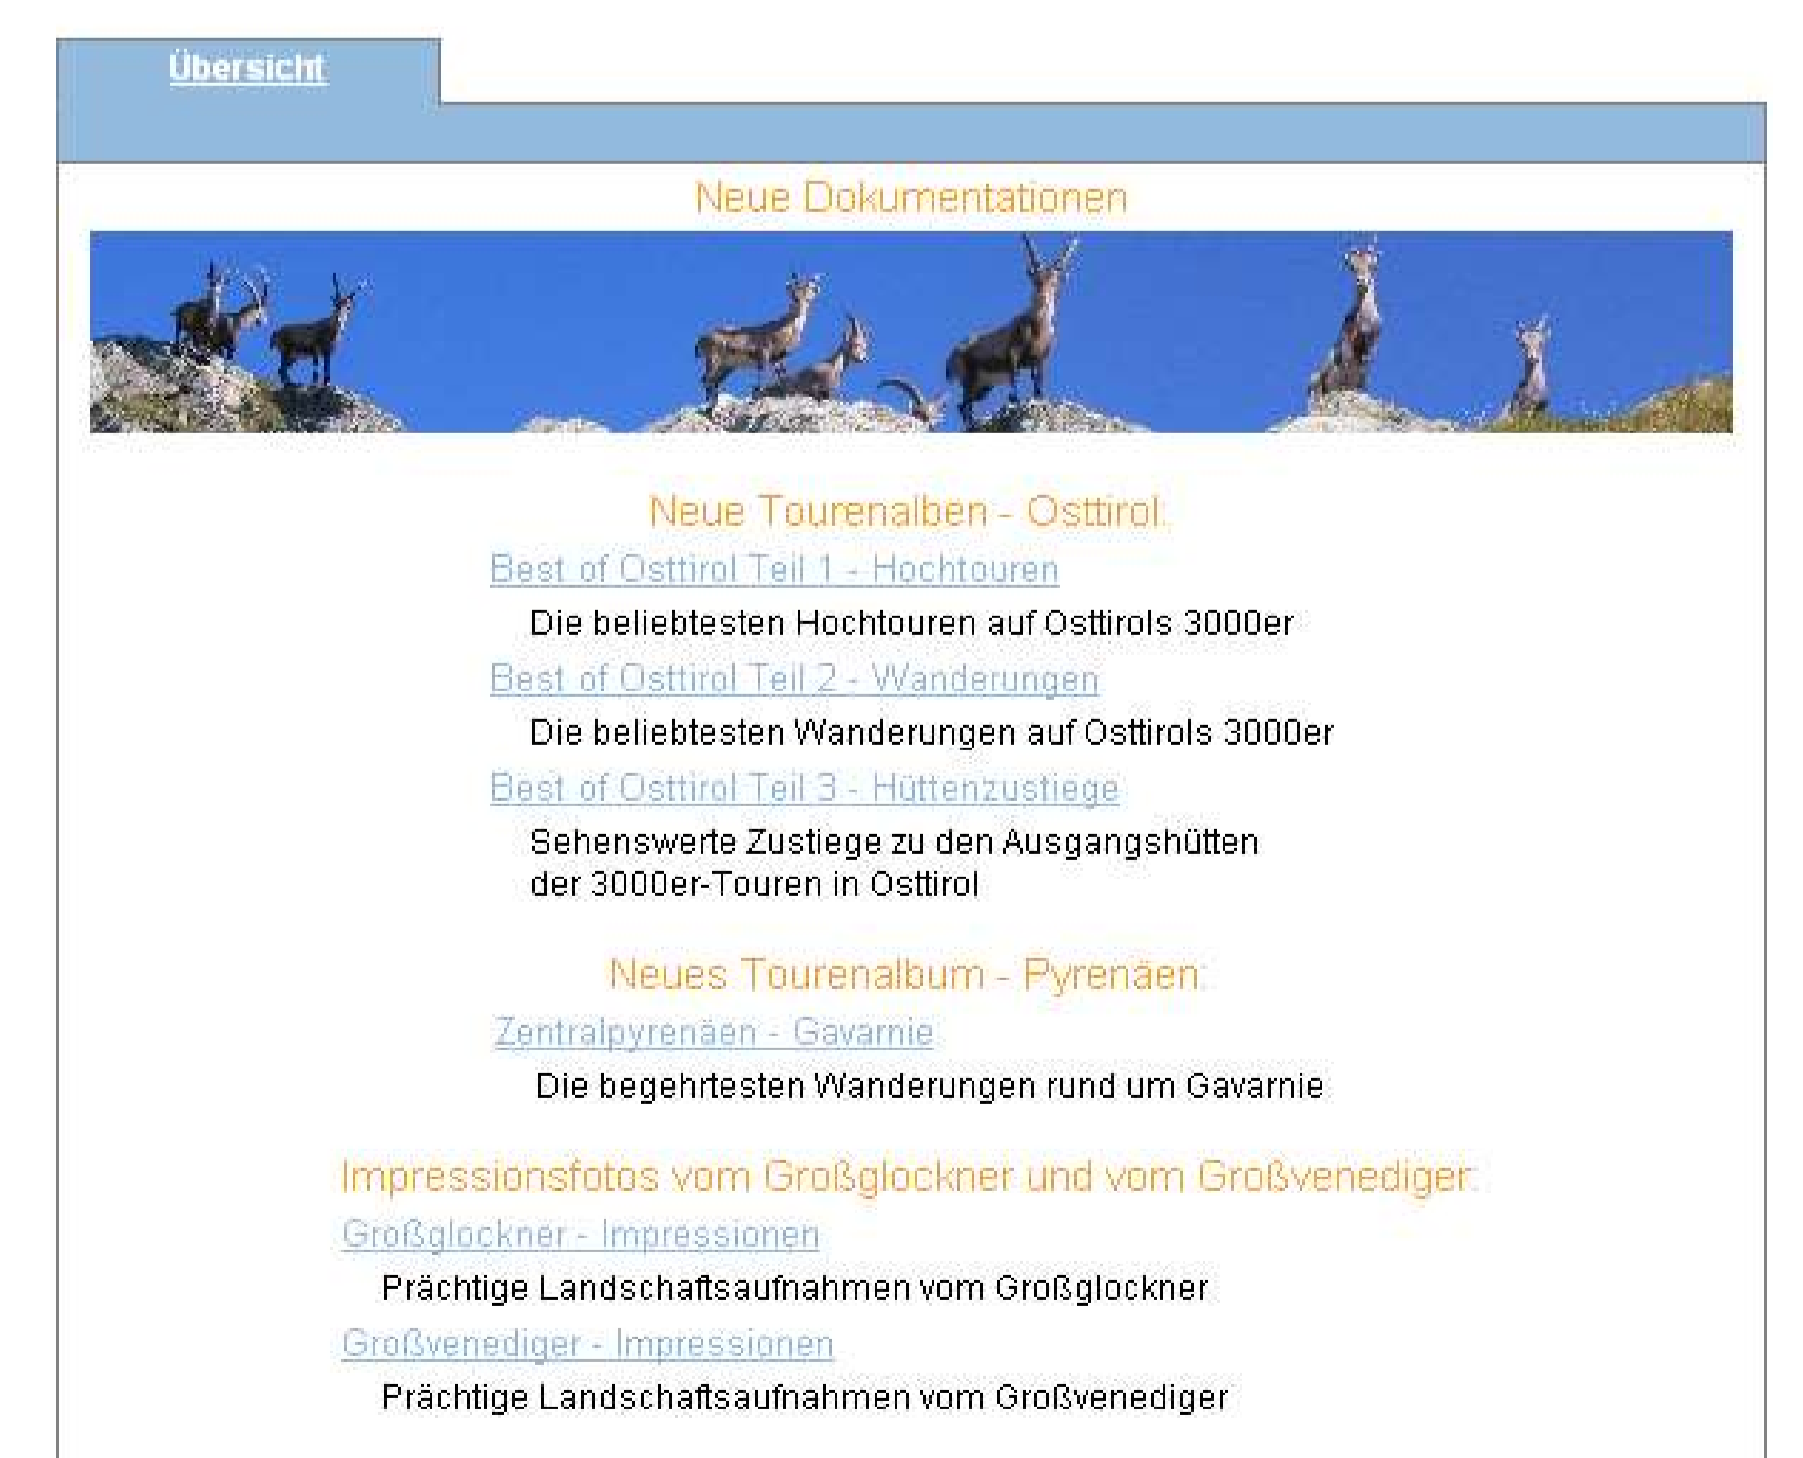 Übersicht
Neue Dokumentationen
Neue Tourenalben - Osttirol:
Best of Osttirol Teil 1 - Hochtouren
Die beliebtesten Hochtouren auf Osttirols 3000er
Best of Osttirol Teil 2 - Wanderungen
Die beliebtesten Wanderungen auf Osttirols 3000er
Best of Osttirol Teil 3 - Hüttenzustiege
Sehenswerte Zustiege zu den Ausgangshütten
der 3000er-Touren in Osttirol
Neues Tourenalbum - Pyrenäen:
Zentralpyrenäen - Gavarnie
Die begehrtesten Wanderungen rund um Gavarnie
Impressionsfotos vom Großglockner und vom Großvenediger:
Großglockner - Impressionen
Prächtige Landschaftsaufnahmen vom Großglockner
Großvenediger - Impressionen
Prächtige Landschaftsaufnahmen vom Großvenediger